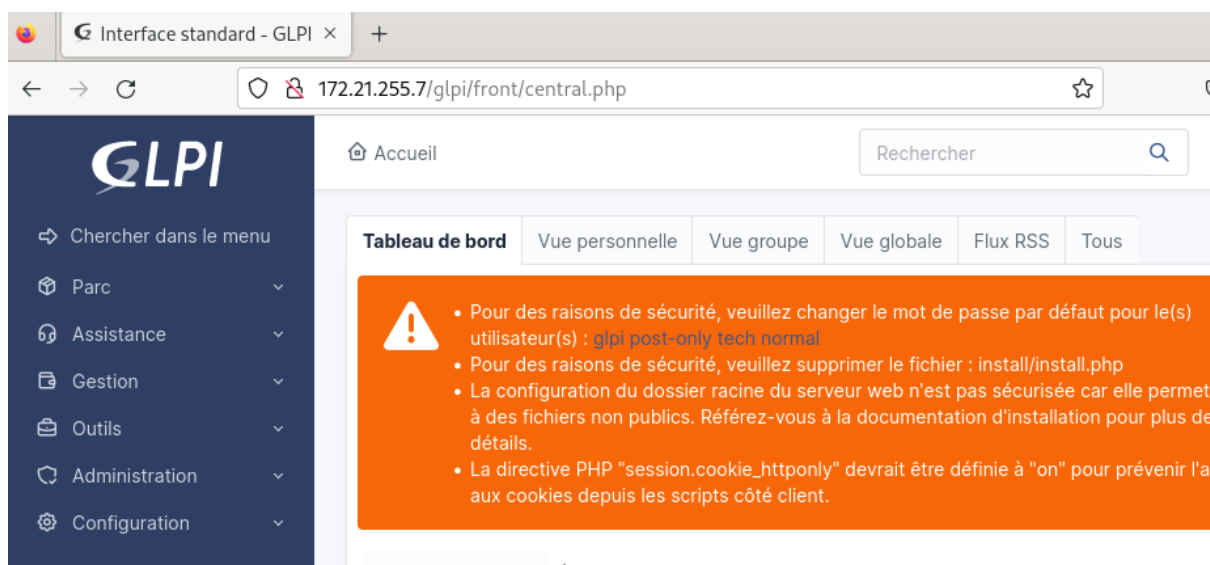 Interface standard - GLPI
172.21.255.7/glpi/front/central.php
GLPI
Accueil
Rechercher
Chercher dans le menu
Parc
Assistance
Gestion
Outils
Administration
Configuration
Tableau de bord
Vue personnelle
Vue groupe
Vue globale
Flux RSS
Tous
• Pour des raisons de sécurité, veuillez changer le mot de passe par défaut pour le(s)
utilisateur(s) : glpi post-only tech normal
• Pour des raisons de sécurité, veuillez supprimer le fichier : install/install.php
• La configuration du dossier racine du serveur web n'est pas sécurisée car elle permet
à des fichiers non publics. Référez-vous à la documentation d'installation pour plus de
détails.
• La directive PHP "session.cookie_httponly" devrait être définie à "on" pour prévenir l'a
aux cookies depuis les scripts côté client.